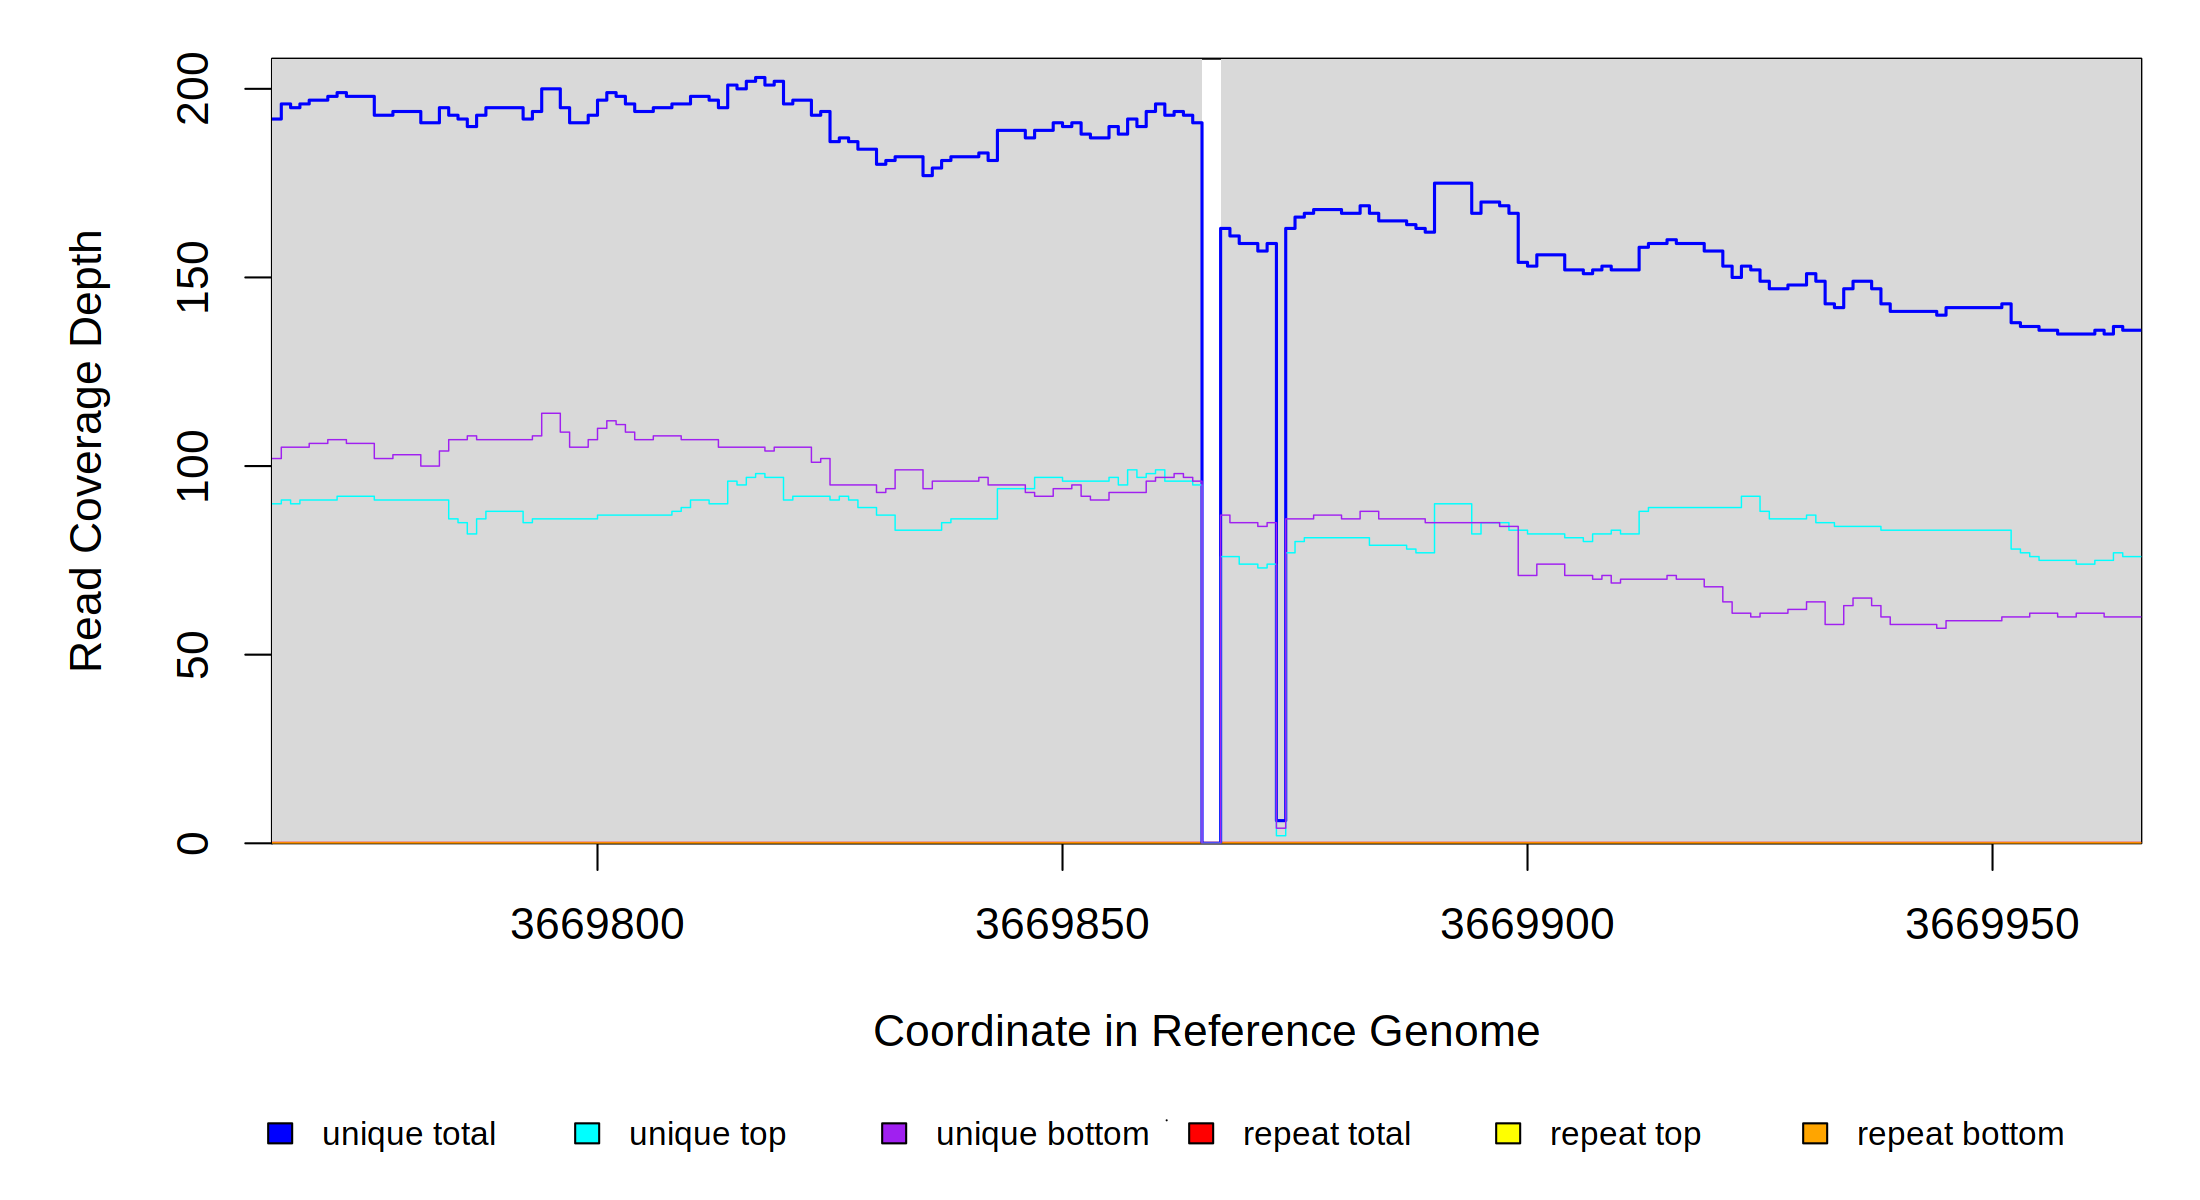 200
150
100
50
0
Read Coverage Depth
3669800 3669850 3669900 3669950
Coordinate in Reference Genome
unique total unique top unique bottom repeat total repeat top repeat bottom